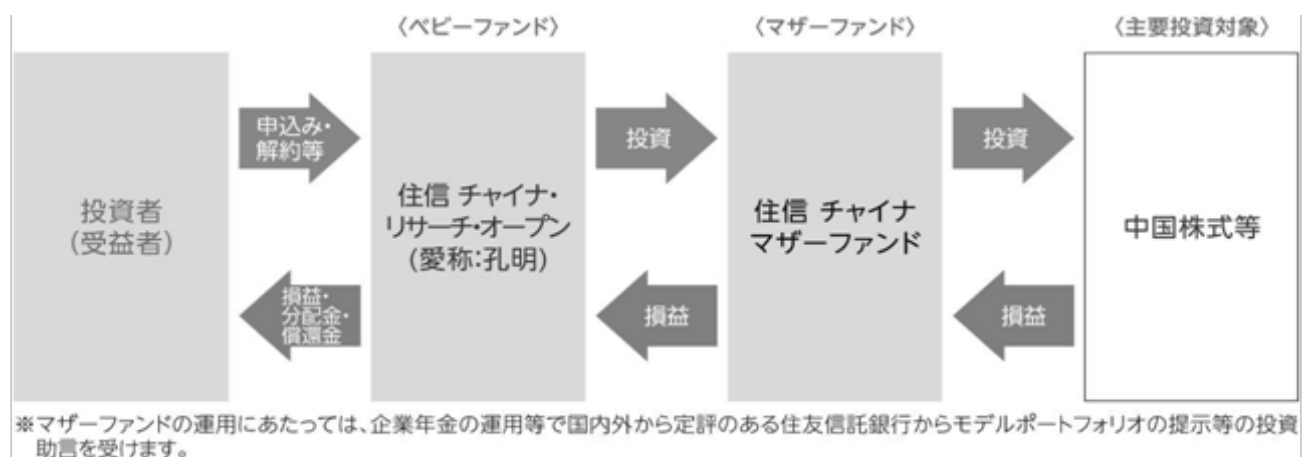 〈ベビーファンド〉
〈マザーファンド〉
〈主要投資対象〉
投資者
(受益者)
申込み・
解約等
損益・
分配金・
償還金
住信 チャイナ・
リサーチ・オープン
(愛称:孔明)
投資
損益
住信 チャイナ
マザーファンド
投資
損益
中国株式等
※マザーファンドの運用にあたっては、企業年金の運用等で国内外から定評のある住友信託銀行からモデルポートフォリオの提示等の投資
助言を受けます。